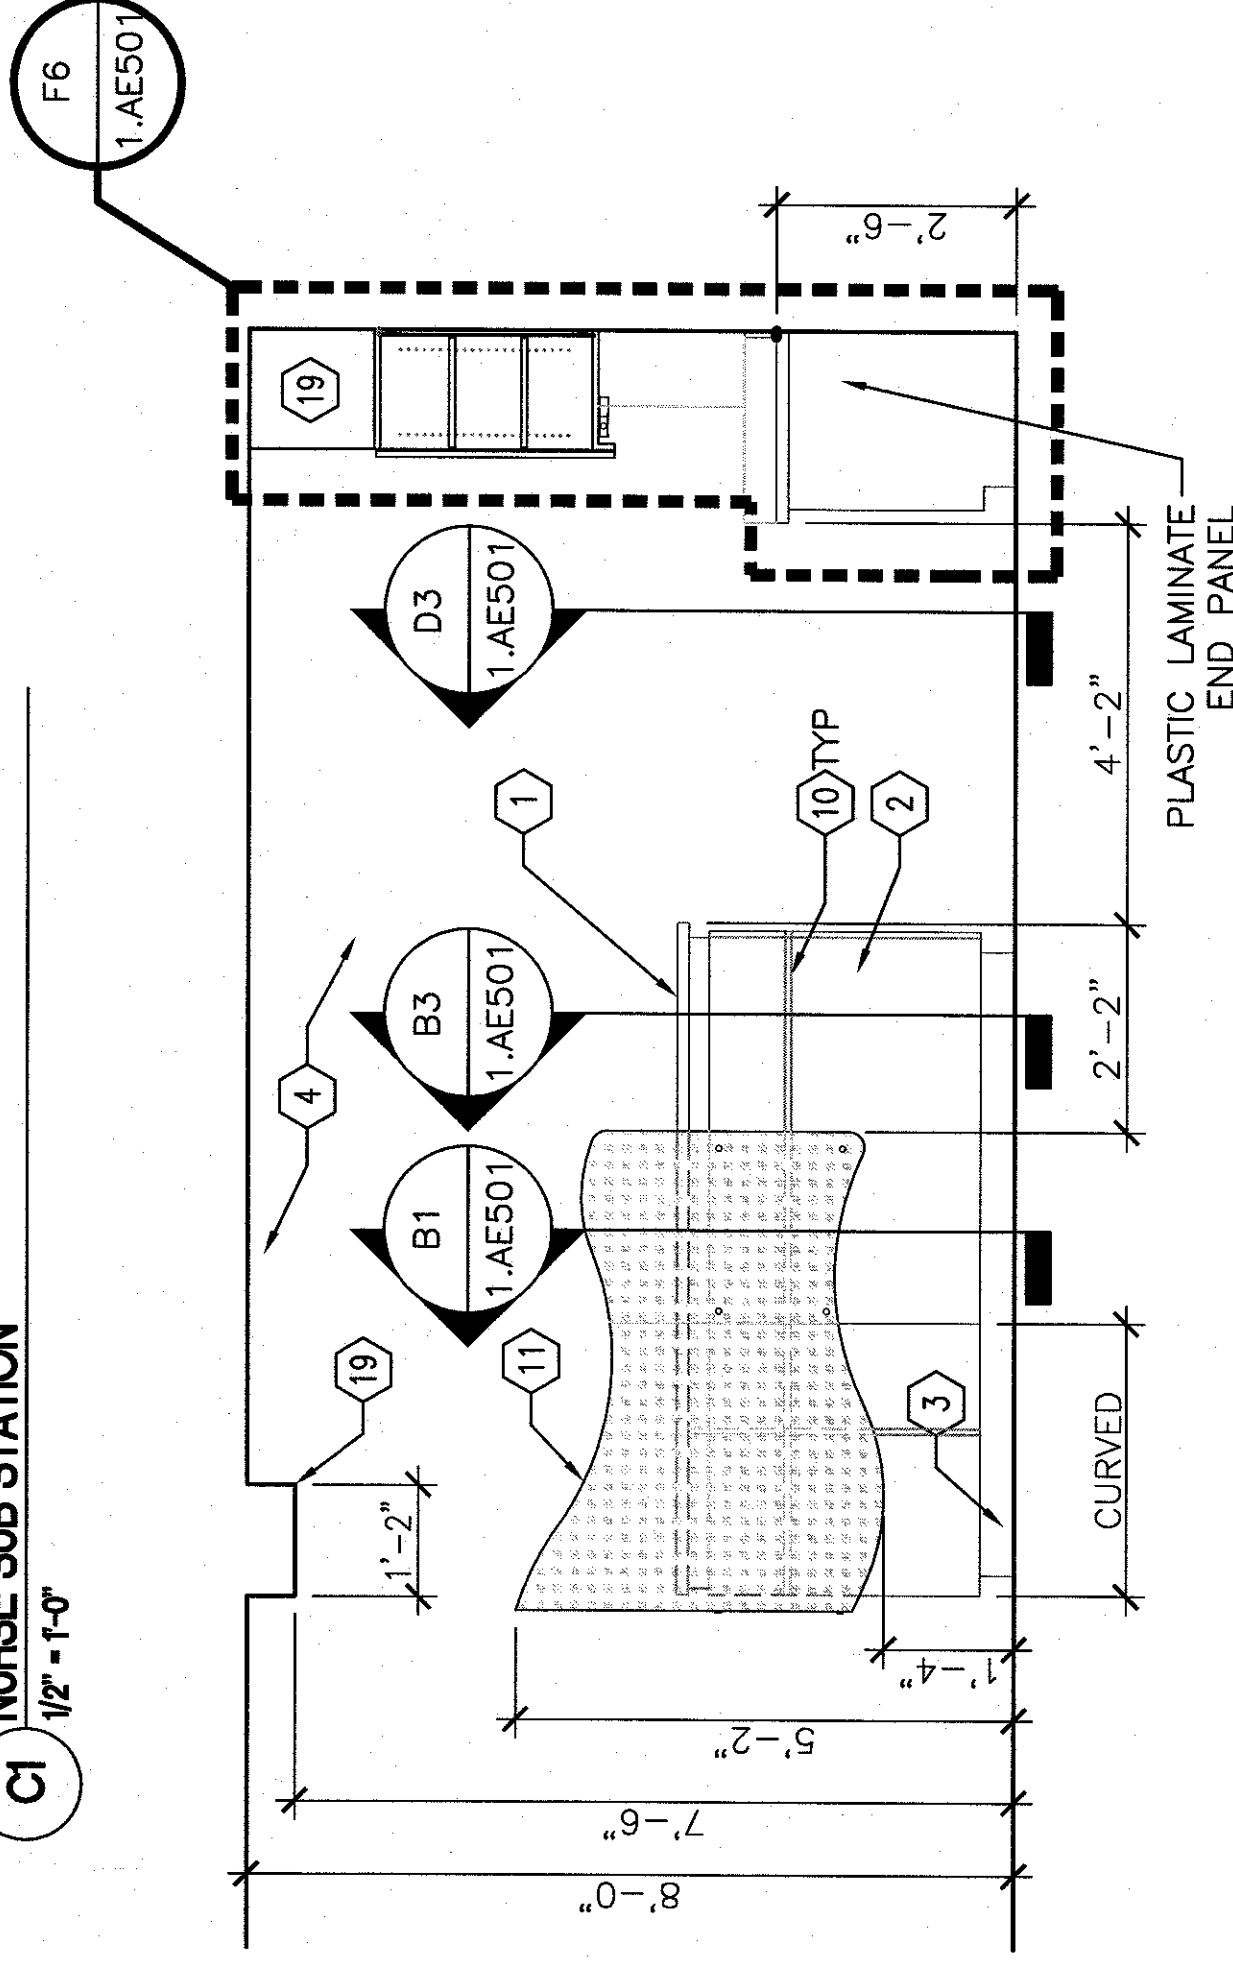 C1
NURSE SUB STATION
1/2" = 1'-0"
F6
1.AE501
19
4
19
B1
1.AE501
B3
1.AE501
D3
1.AE501
11
1
10 TYP
2
3
1'-2"
8'-0"
7'-6"
5'-2"
1'-4"
2'-6"
CURVED
2'-2"
4'-2"
PLASTIC LAMINATE
END PANEL